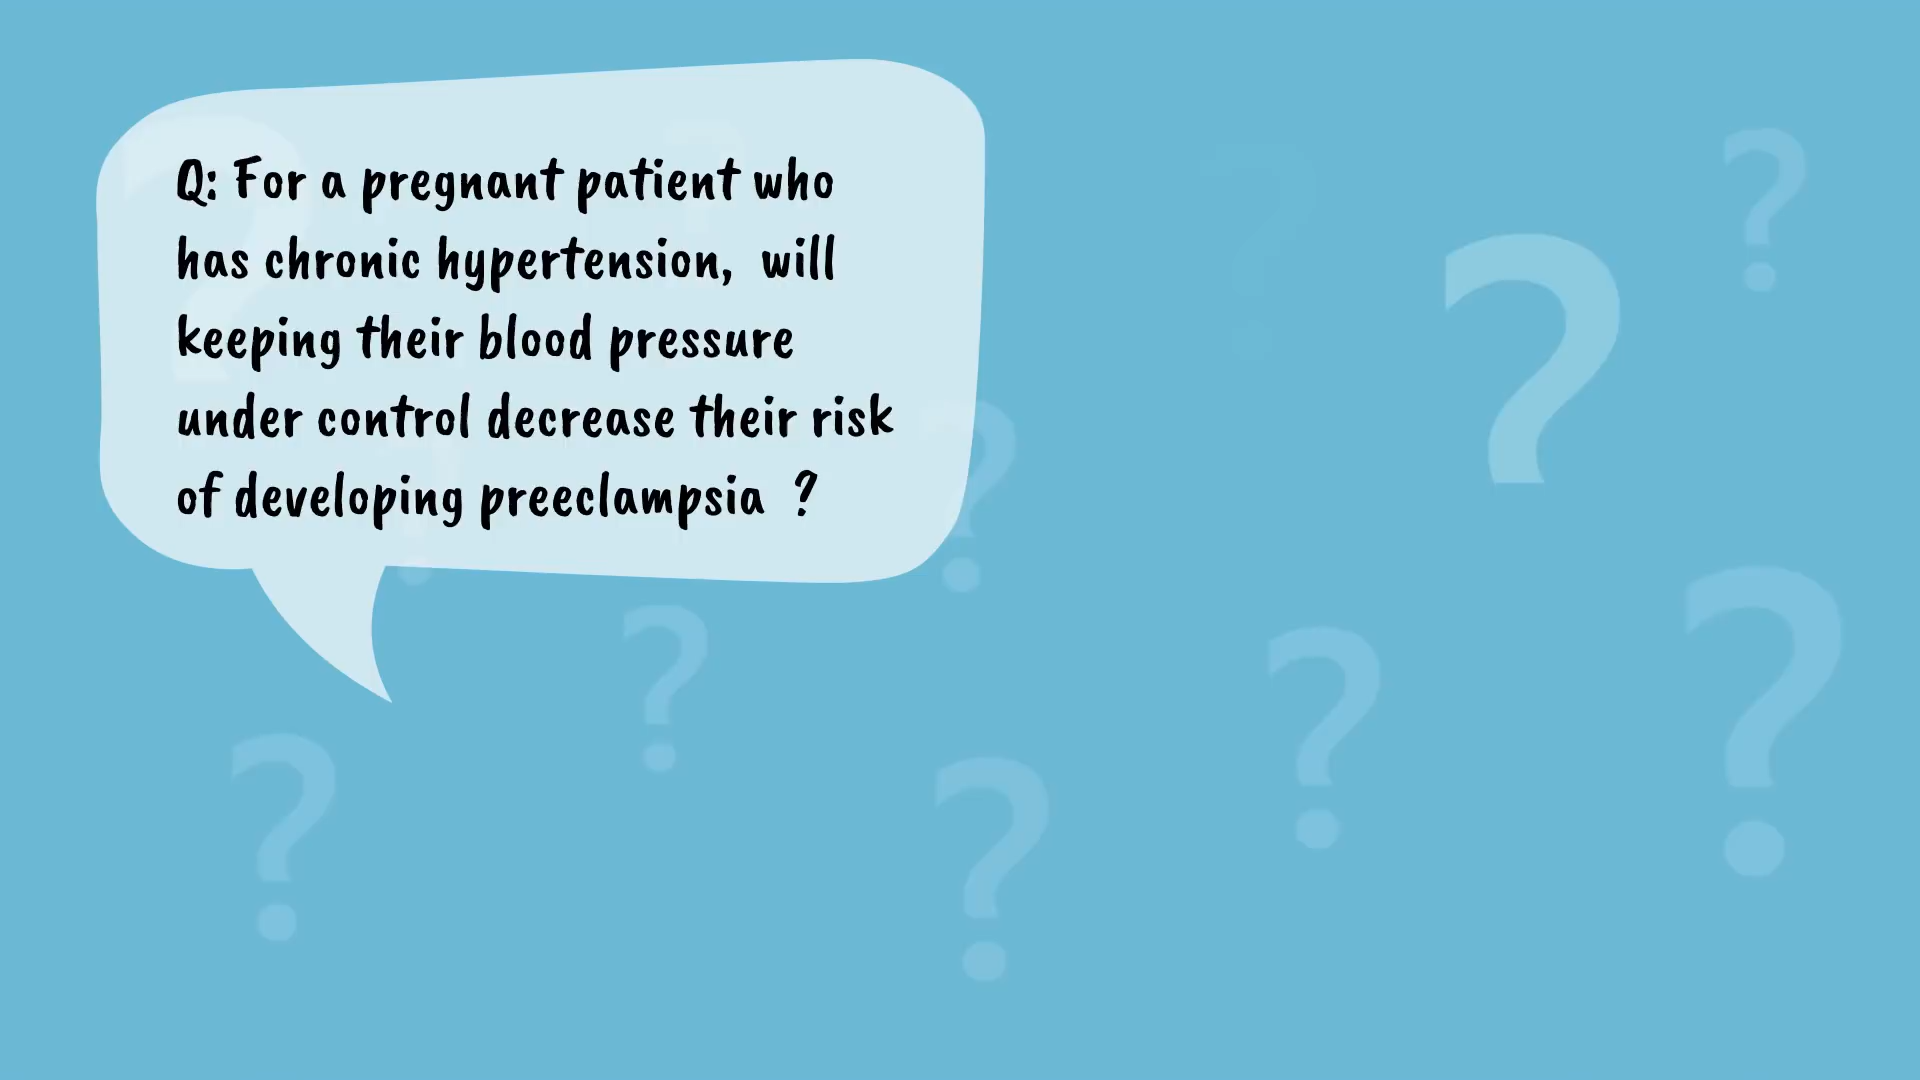 Q: For a pregnant patient who
has chronic hypertension,  will
keeping their blood pressure
under control decrease their risk
of developing preeclampsia  ?